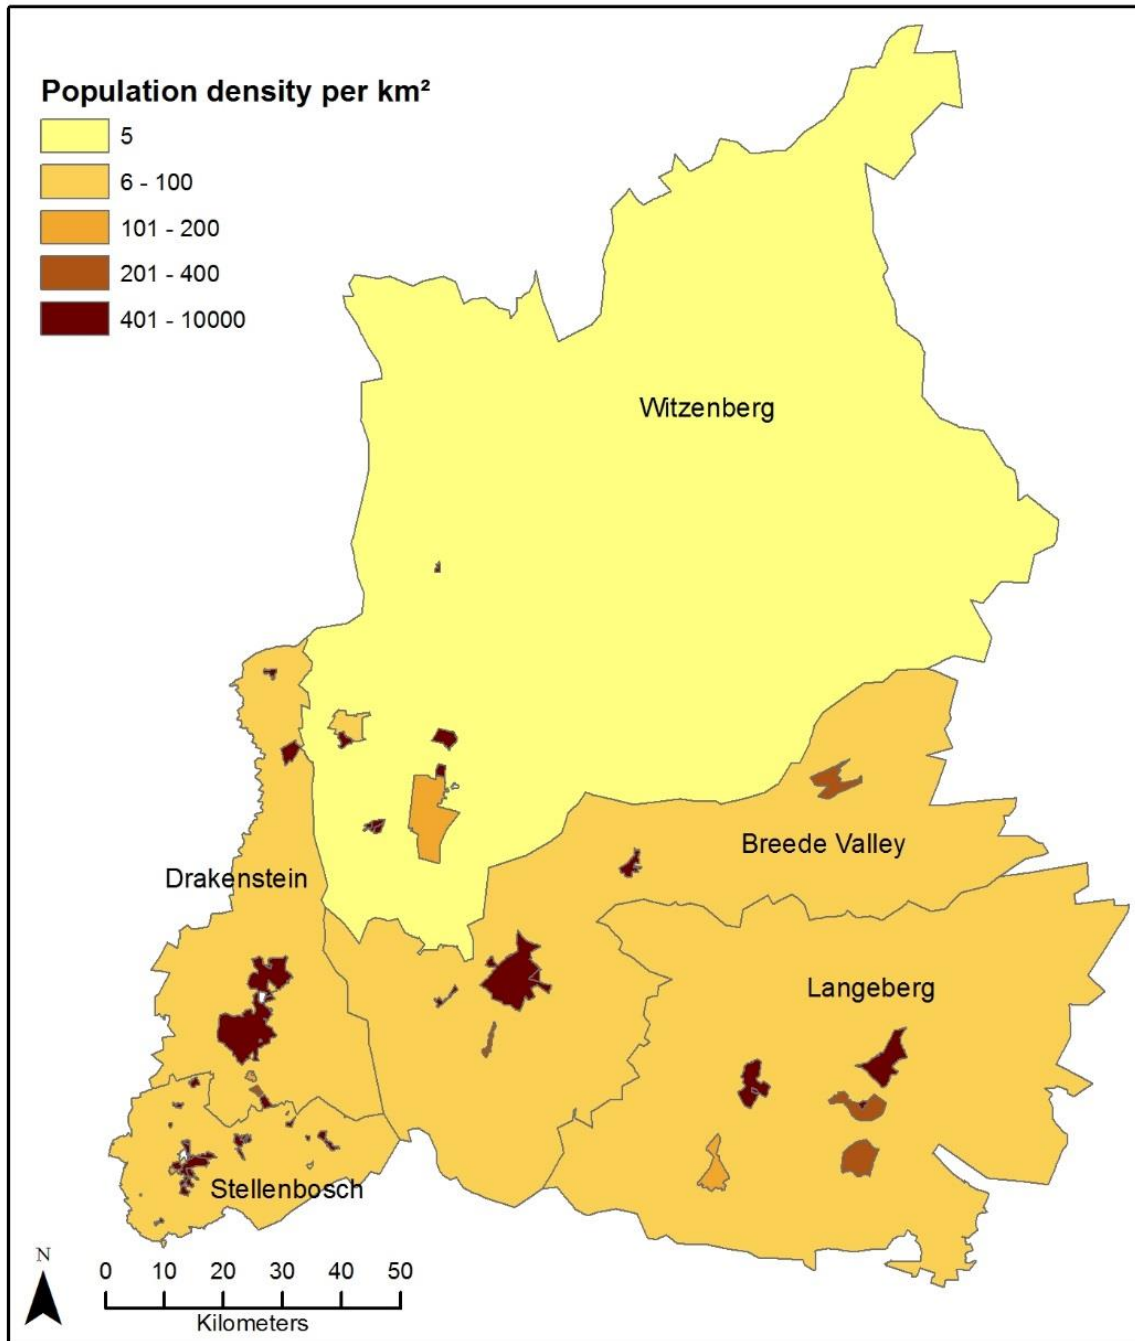 Population density per km²
5
6 - 100
101 - 200
201 - 400
401 - 10000
Witzenberg
Breede Valley
Drakenstein
Langeberg
Stellenbosch
N
0 10 20 30 40 50
Kilometers